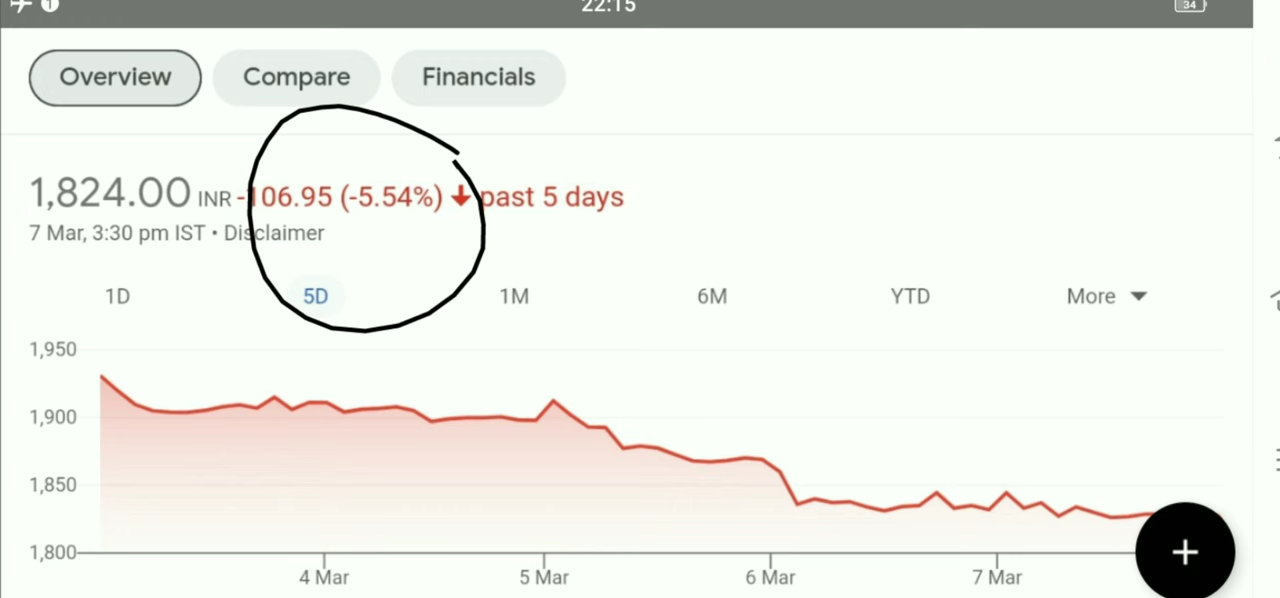 22:15
34
Overview Compare Financials
1,824.00 INR -106.95 (-5.54%) ↓ past 5 days
7 Mar, 3:30 pm IST • Disclaimer
1D 5D 1M 6M YTD More
1,950
1,900
1,850
1,800
4 Mar 5 Mar 6 Mar 7 Mar
+